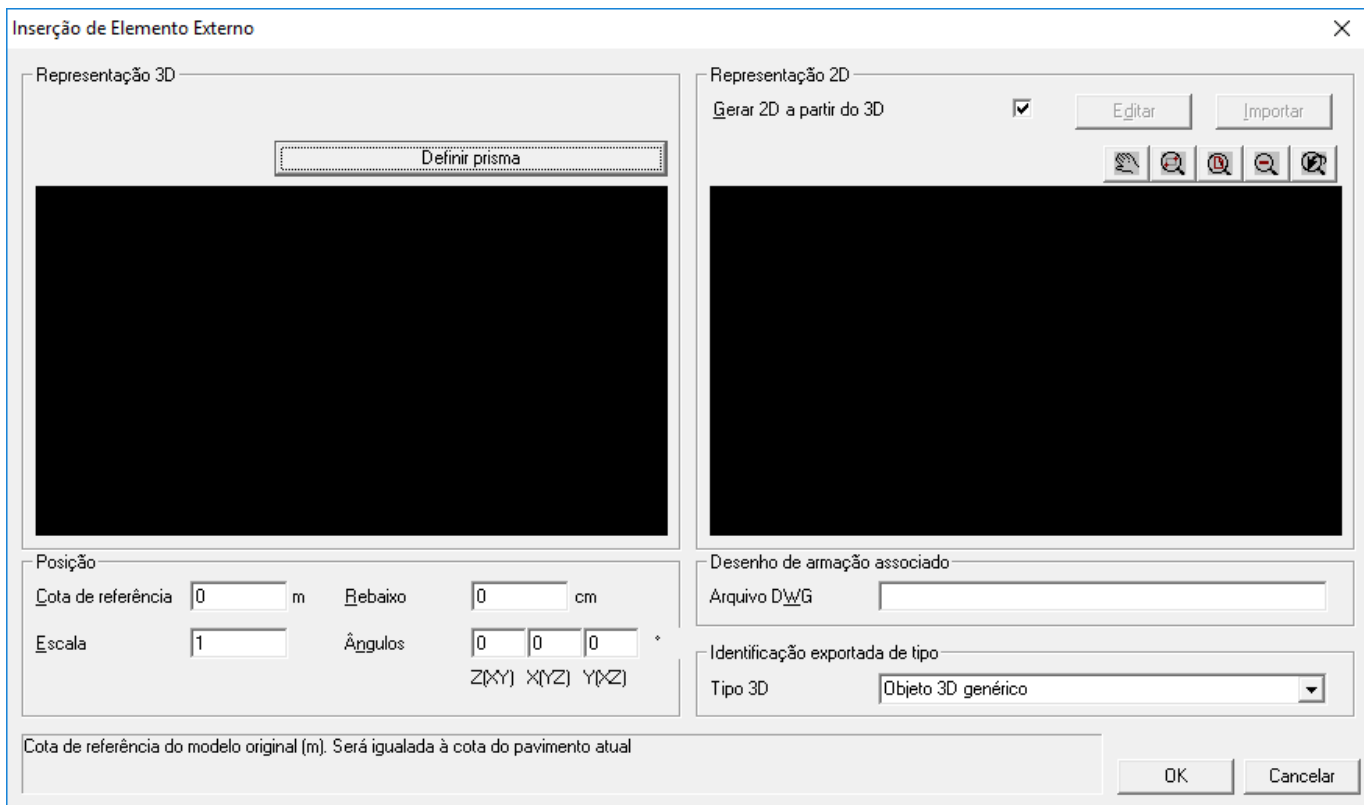 Inserção de Elemento Externo
Representação 3D
Definir prisma
Representação 2D
Gerar 2D a partir do 3D
Editar
Importar
Posição
Cota de referência 0 m Rebaixo 0 cm
Escala 1 Ângulos 0 0 0 °
Z(XY) X(YZ) Y(XZ)
Desenho de armação associado
Arquivo DWG
Identificação exportada de tipo
Tipo 3D Objeto 3D genérico
Cota de referência do modelo original (m). Será igualada à cota do pavimento atual
OK Cancelar